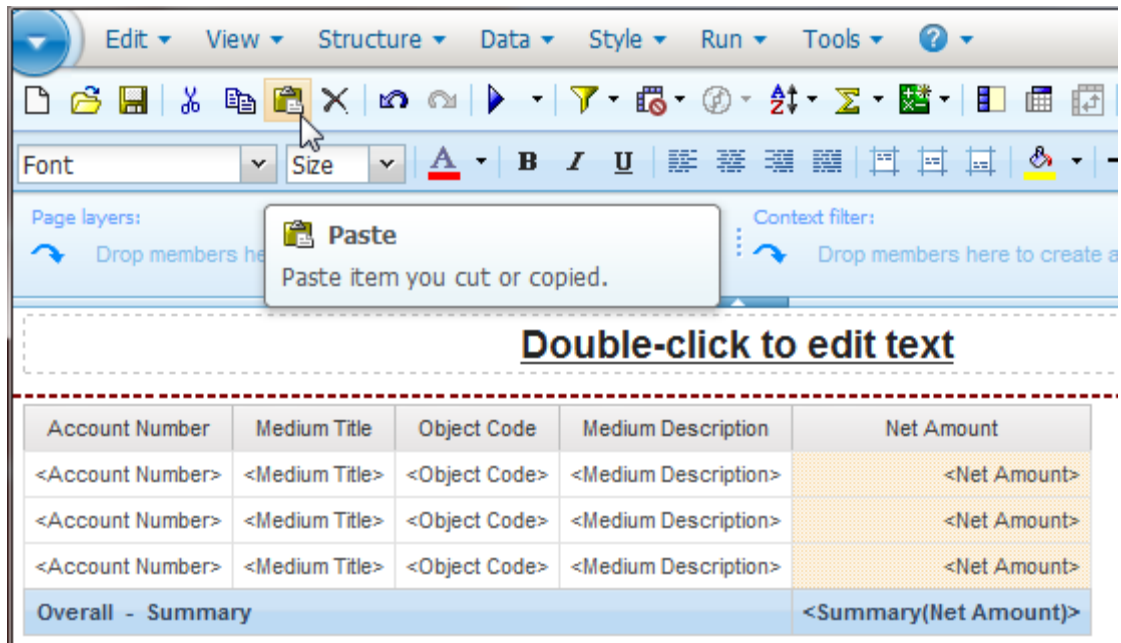 Edit View Structure Data Style Run Tools ?
Font Size A B I U
Page layers: Context filter:
Drop members he Drop members here to create a
Paste
Paste item you cut or copied.
Double-click to edit text
Account Number Medium Title Object Code Medium Description Net Amount
<Account Number> <Medium Title> <Object Code> <Medium Description> <Net Amount>
<Account Number> <Medium Title> <Object Code> <Medium Description> <Net Amount>
<Account Number> <Medium Title> <Object Code> <Medium Description> <Net Amount>
Overall - Summary <Summary(Net Amount)>